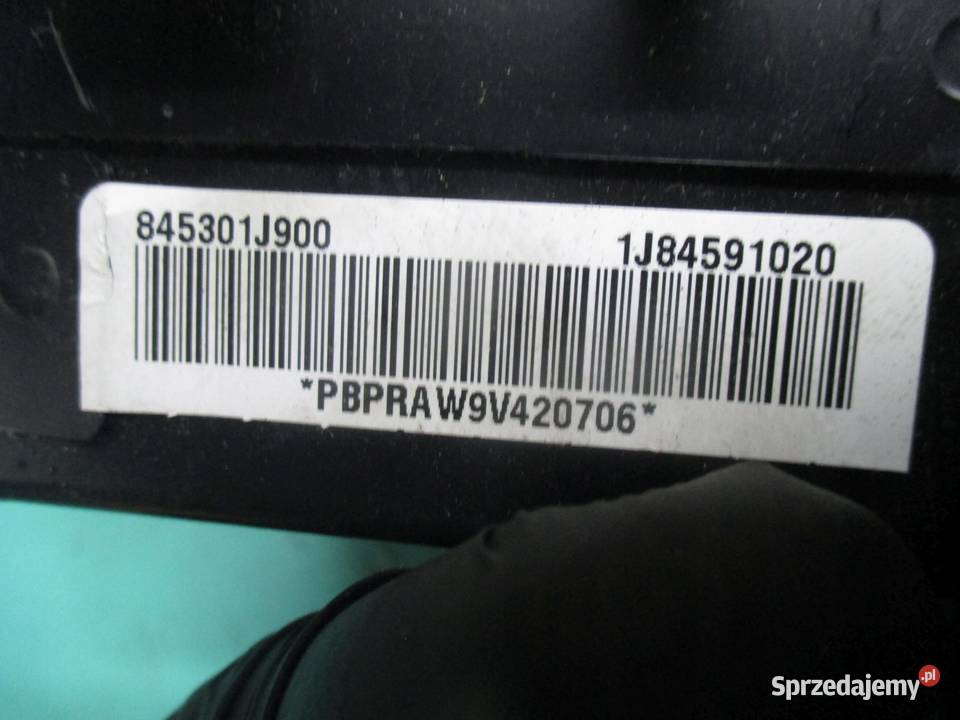 845301J900
1J84591020
*PBPRAW9V420706*
Sprzedajemy.pl